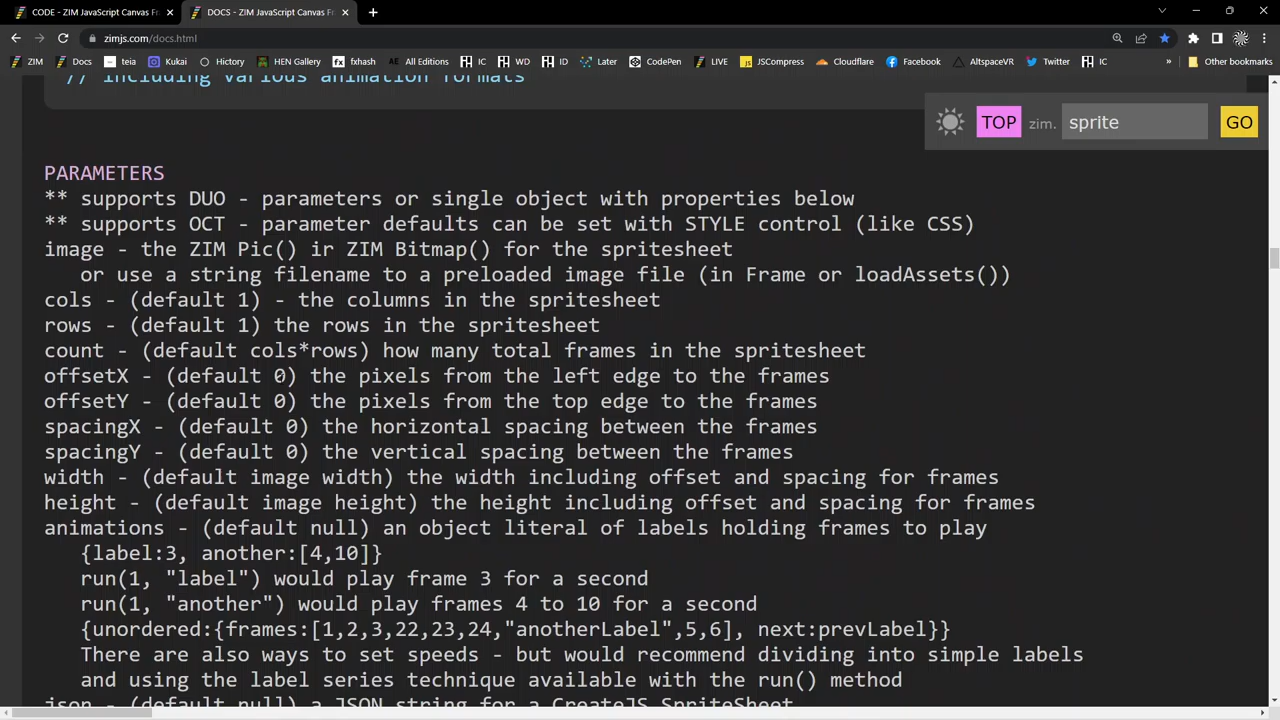 CODE - ZIM JavaScript Canvas Fr
DOCS - ZIM JavaScript Canvas F
zimjs.com/docs.html
ZIM
Docs
teia
Kukai
Hictory
HEN Gallery
fxhash
All Editions
IC
WD
ID
Later
CodePen
LIVE
JSCompress
Cloudflare
Facebook
AltspaceVR
Twitter
IC
Other bookmarks
// including various animation formats
TOP zim. sprite GO
PARAMETERS
** supports DUO - parameters or single object with properties below
** supports OCT - parameter defaults can be set with STYLE control (like CSS)
image - the ZIM Pic() ir ZIM Bitmap() for the spritesheet
or use a string filename to a preloaded image file (in Frame or loadAssets())
cols - (default 1) - the columns in the spritesheet
rows - (default 1) the rows in the spritesheet
count - (default cols*rows) how many total frames in the spritesheet
offsetX - (default 0) the pixels from the left edge to the frames
offsetY - (default 0) the pixels from the top edge to the frames
spacingX - (default 0) the horizontal spacing between the frames
spacingY - (default 0) the vertical spacing between the frames
width - (default image width) the width including offset and spacing for frames
height - (default image height) the height including offset and spacing for frames
animations - (default null) an object literal of labels holding frames to play
{label:3, another:[4,10]}
run(1, "label") would play frame 3 for a second
run(1, "another") would play frames 4 to 10 for a second
{unordered:{frames:[1,2,3,22,23,24,"anotherLabel",5,6], next:prevLabel}}
There are also ways to set speeds - but would recommend dividing into simple labels
and using the label series technique available with the run() method
json - (default null) a JSON string for a CreateJS SpriteSheet